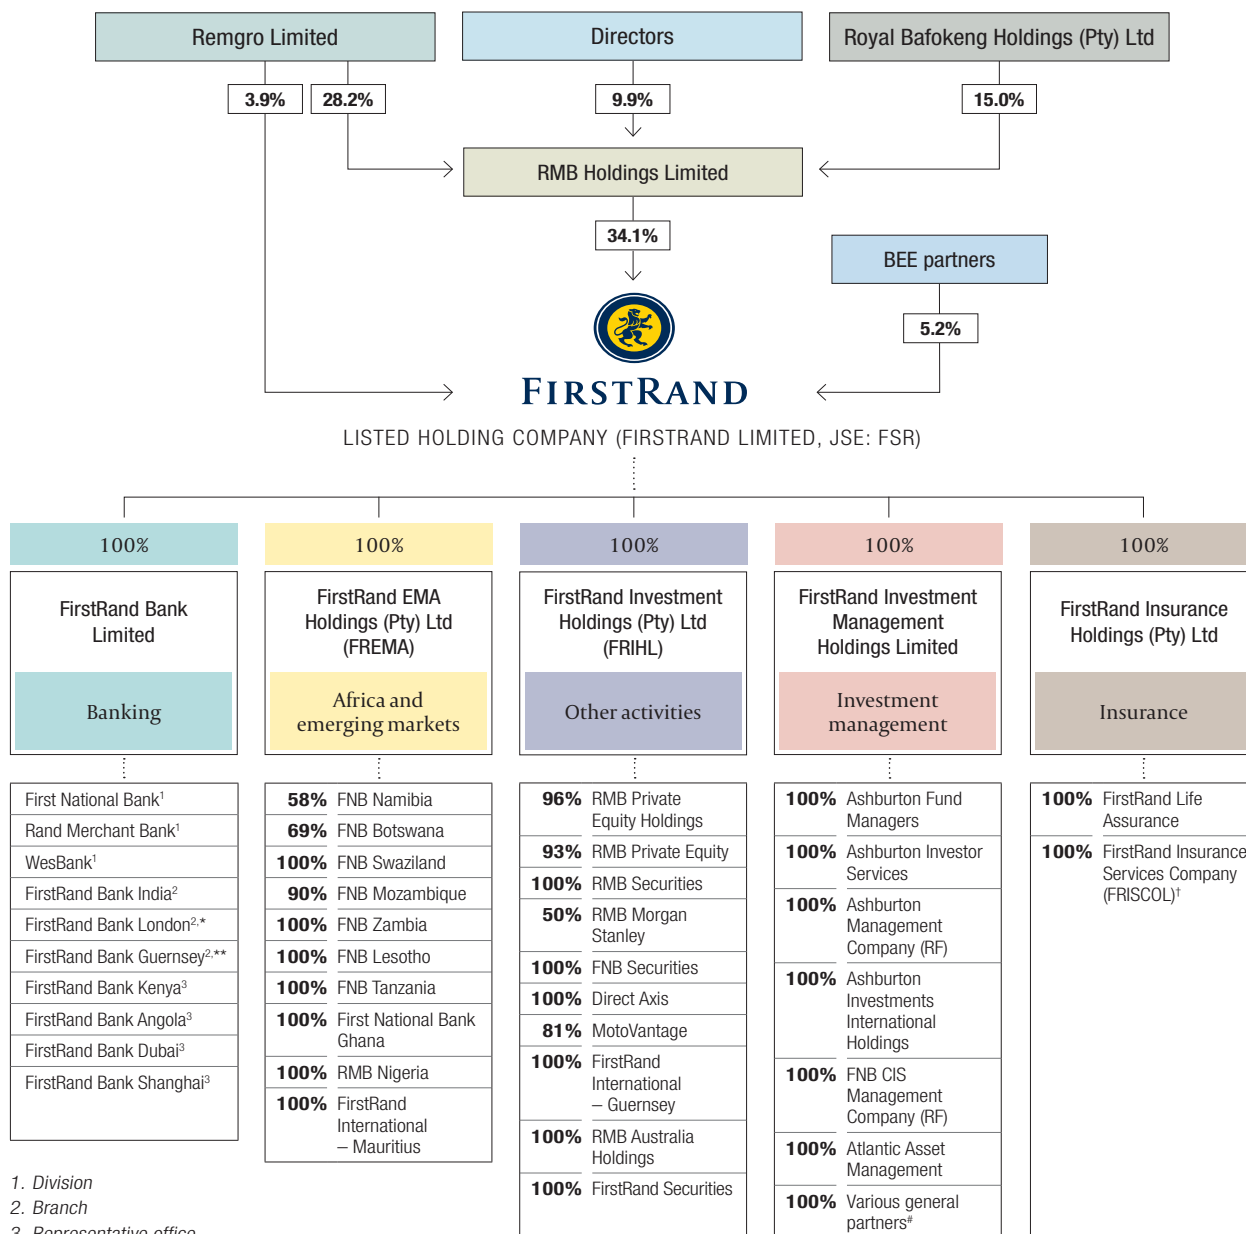 Remgro Limited
Directors
Royal Bafokeng Holdings (Pty) Ltd
3.9%
28.2%
9.9%
15.0%
RMB Holdings Limited
34.1%
BEE partners
5.2%
FIRSTRAND
LISTED HOLDING COMPANY (FIRSTRAND LIMITED, JSE: FSR)
100%
100%
100%
100%
100%
FirstRand Bank
Limited
Banking
FirstRand EMA
Holdings (Pty) Ltd
(FREMA)
Africa and
emerging markets
FirstRand Investment
Holdings (Pty) Ltd
(FRIHL)
Other activities
FirstRand Investment
Management
Holdings Limited
Investment
management
FirstRand Insurance
Holdings (Pty) Ltd
Insurance
First National Bank¹
Rand Merchant Bank¹
WesBank¹
FirstRand Bank India²
FirstRand Bank London²,*
FirstRand Bank Guernsey²,**
FirstRand Bank Kenya³
FirstRand Bank Angola³
FirstRand Bank Dubai³
FirstRand Bank Shanghai³
58% FNB Namibia
69% FNB Botswana
100% FNB Swaziland
90% FNB Mozambique
100% FNB Zambia
100% FNB Lesotho
100% FNB Tanzania
100% First National Bank
Ghana
100% RMB Nigeria
100% FirstRand
International
– Mauritius
96% RMB Private
Equity Holdings
93% RMB Private Equity
100% RMB Securities
50% RMB Morgan
Stanley
100% FNB Securities
100% Direct Axis
81% MotoVantage
100% FirstRand
International
– Guernsey
100% RMB Australia
Holdings
100% FirstRand Securities
100% Ashburton Fund
Managers
100% Ashburton Investor
Services
100% Ashburton
Management
Company (RF)
100% Ashburton
Investments
International
Holdings
100% FNB CIS
Management
Company (RF)
100% Atlantic Asset
Management
100% Various general
partners#
100% FirstRand Life
Assurance
100% FirstRand Insurance
Services Company
(FRISCOL)†
1. Division
2. Branch
3. Representative office